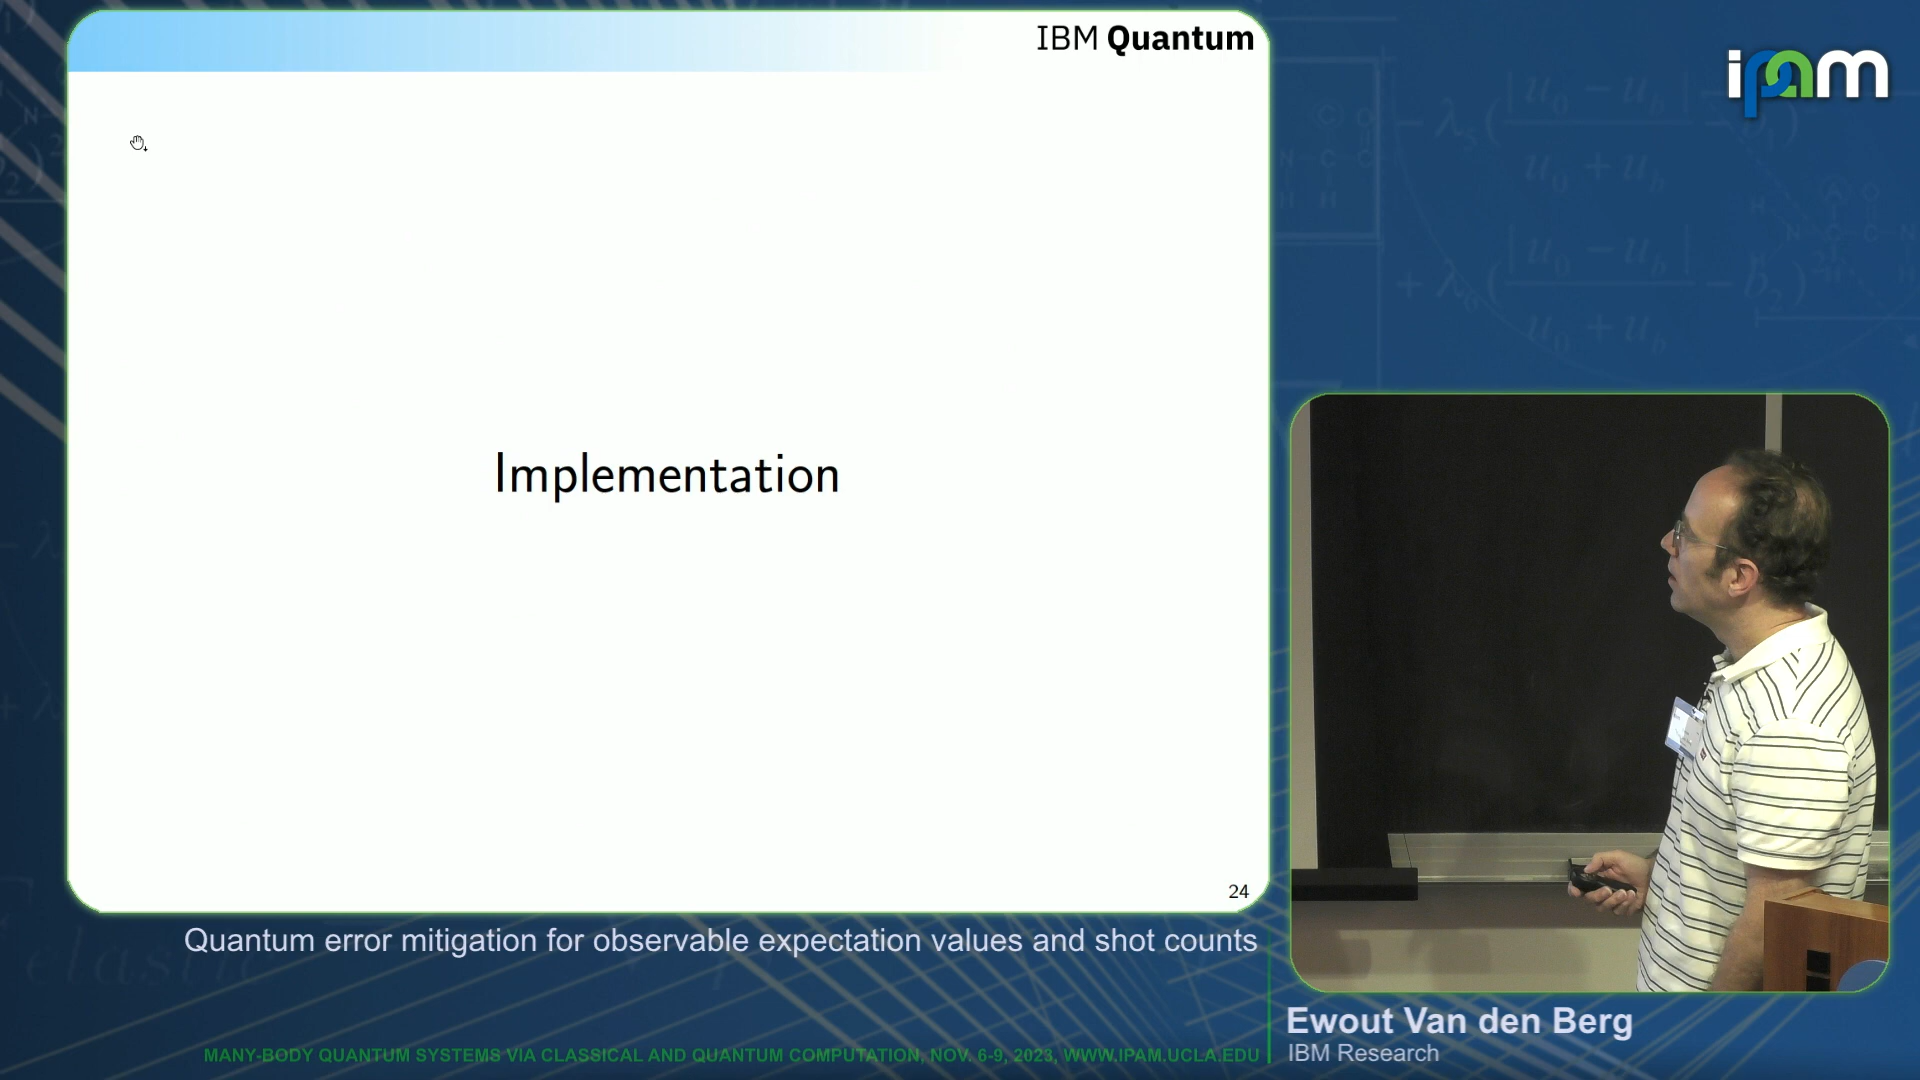 IBM Quantum
ipam
Implementation
24
Quantum error mitigation for observable expectation values and shot counts
Ewout Van den Berg
IBM Research
MANY-BODY QUANTUM SYSTEMS VIA CLASSICAL AND QUANTUM COMPUTATION, NOV. 6-9, 2023, WWW.IPAM.UCLA.EDU